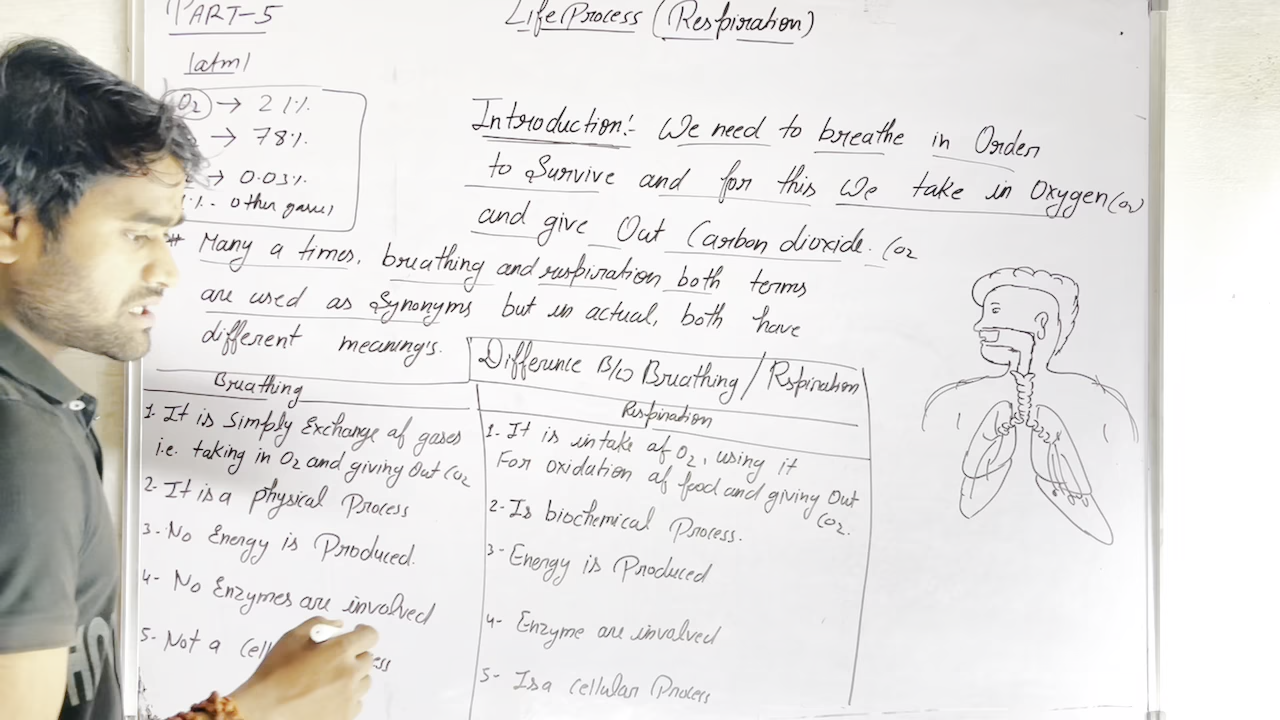 PART-5
Life Process (Respiration)
1atm
O2 → 21%.
→ 78%.
→ 0.03%.
1%. other gases
Introduction:- We need to breathe in Order
to Survive and for this We take in Oxygen (O2)
and give Out Carbon dioxide. CO2
* Many a times, breathing and respiration both terms
are used as Synonyms but in actual, both have
different meaning's.
Difference B/w Breathing / Respiration
Breathing
1. It is Simply Exchange of gases
i.e. taking in O2 and giving Out CO2
2- It is a physical Process
3- No Energy is Produced.
4- No Enzymes are involved
5- Not a
Respiration
1- It is intake of O2, using it
For oxidation of food and giving Out
CO2.
2- Is biochemical Process.
3- Energy is Produced
4- Enzyme are involved
5- Is a Cellular Process